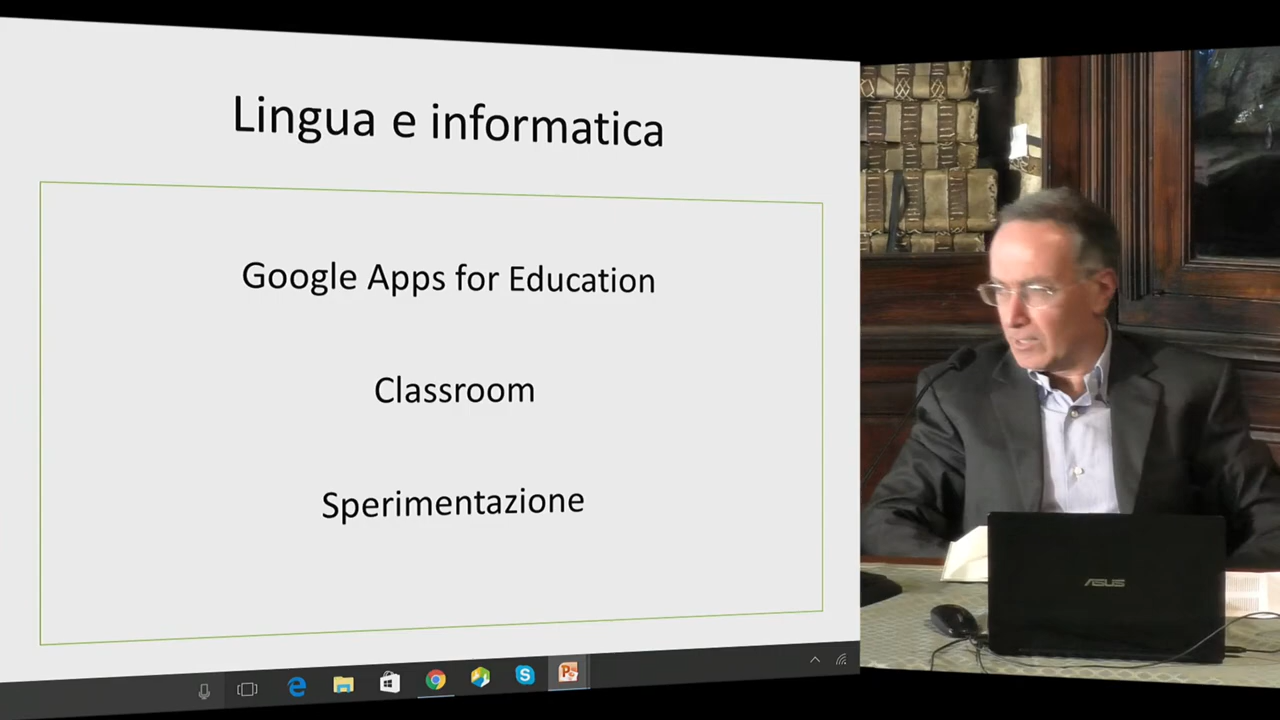 Lingua e informatica
Google Apps for Education
Classroom
Sperimentazione
ASUS